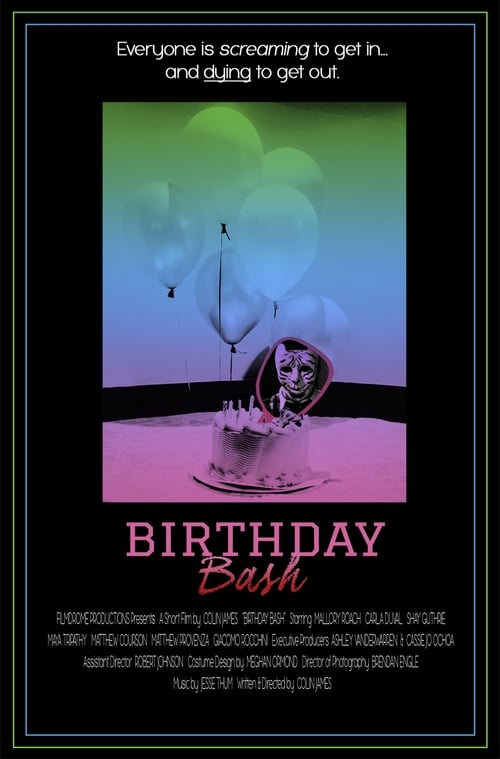 Everyone is screaming to get in...
and dying to get out.
BIRTHDAY
Bash
FILMDROME PRODUCTIONS Presents A Short Film by COLIN JAMES "BIRTHDAY BASH" Starring MALLORY ROACH CARLA DUVAL SHAY GUTHRIE
MAYA TRIPATHY MATTHEW COURSON MATTHEW PROVENZA GIACOMO ROCCHINI Executive Producers ASHLEY VANDERWARREN & CASSIE JO OCHOA
Assistant Director ROBERT JOHNSON Costume Design by MEGHAN ORMOND Director of Photography BRENDAN ENGLE
Music by JESSE THUM Written & Directed by COLIN JAMES